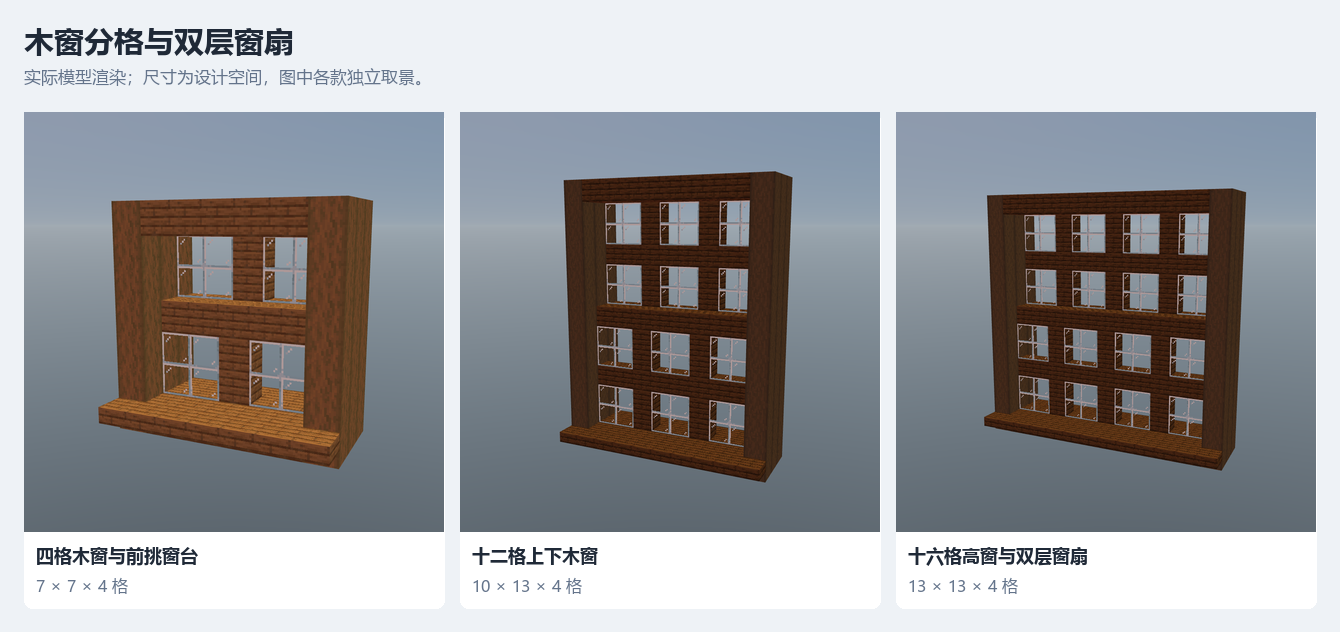 木窗分格与双层窗扇
实际模型渲染；尺寸为设计空间，图中各款独立取景。
四格木窗与前挑窗台
7 × 7 × 4 格
十二格上下木窗
10 × 13 × 4 格
十六格高窗与双层窗扇
13 × 13 × 4 格